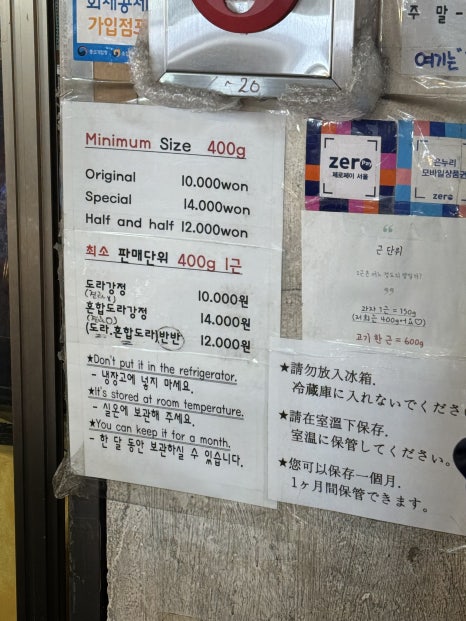 가입점포
26
주 말 -
여기는
Minimum Size 400g
Original 10.000won
Special 14.000won
Half and half 12.000won
최소 판매단위 400g 1근
도라강정 10.000원
혼합도라강정 14.000원
(도라.혼합도라)반반 12.000원
★Don't put it in the refrigerator.
- 냉장고에 넣지 마세요.
★It's stored at room temperature.
- 실온에 보관해 주세요.
★You can keep it for a month.
- 한 달 동안 보관하실 수 있습니다.
zero Pay
제로페이 서울
온누리
모바일상품권
zero
근 단위
고기 한 근 = 600g
★請勿放入冰箱.
冷蔵庫に入れないでくださ
★請在室溫下保存.
室温に保管してください。
★您可以保存一個月.
1ヶ月間保管できます。